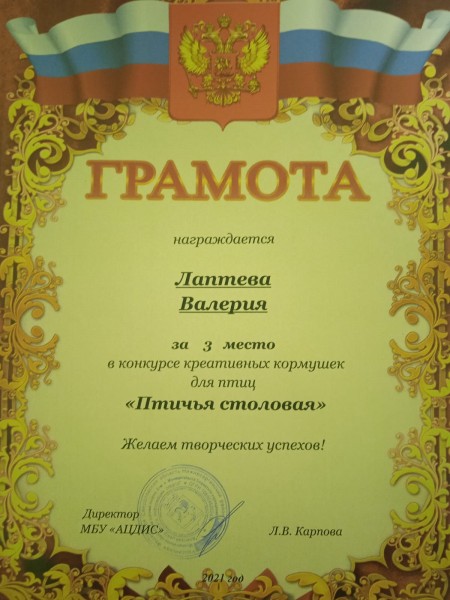 ГРАМОТА
награждается
Лаптева
Валерия
за 3 место
в конкурсе креативных кормушек
для птиц
«Птичья столовая»
Желаем творческих успехов!
Директор
МБУ «АЦДИС» Л.В. Карпова
2021 год